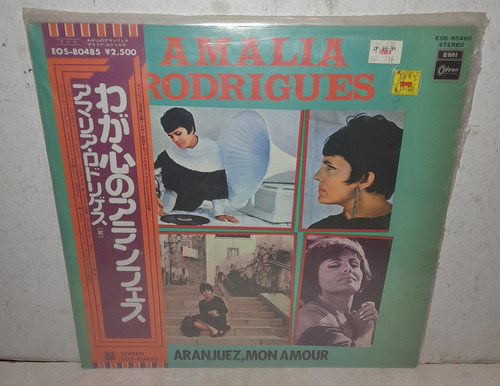 EOS-80485 ¥2,500
わが心のアランフェス
アマリア・ロドリゲス
STEREO
EOS-80485
AMALIA
RODRIGUES
EOS-80485
STEREO
EMI
Odeon
ARANJUEZ, MON AMOUR